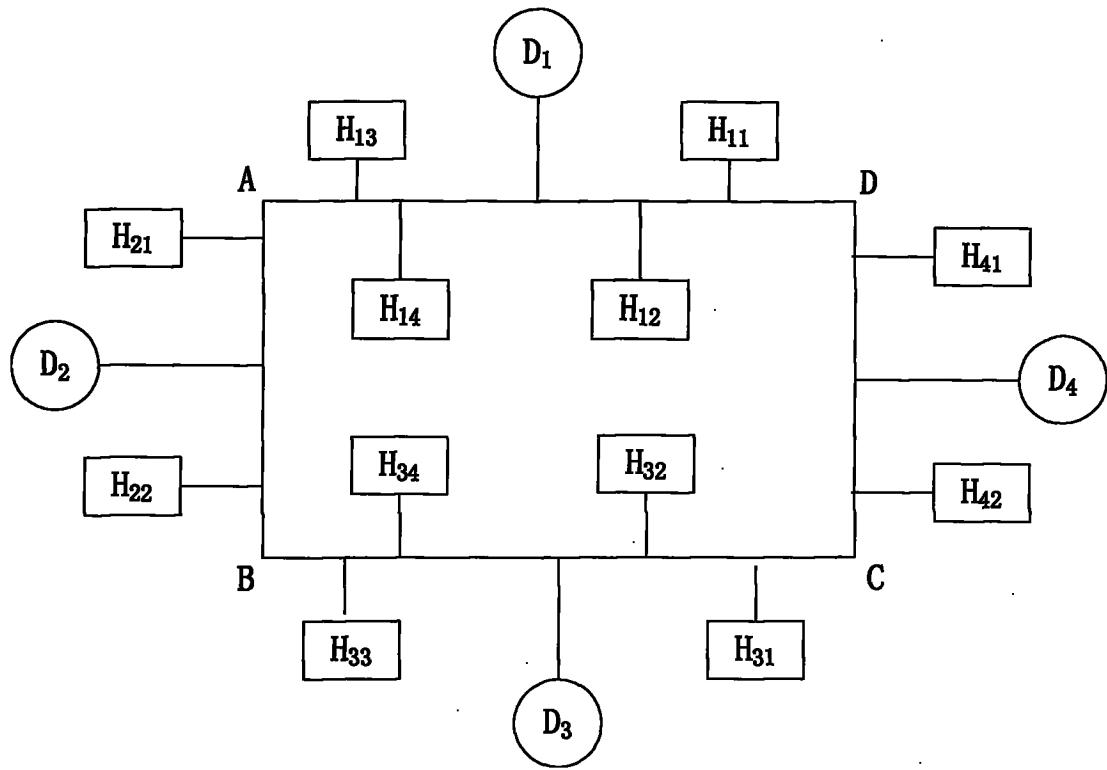 D₁
H₁₃
H₁₁
A
D
H₂₁
H₄₁
H₁₄
H₁₂
D₂
D₄
H₃₄
H₃₂
H₂₂
H₄₂
B
C
H₃₃
H₃₁
D₃